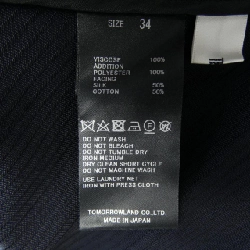 SIZE 34
VISCOSE 100%
ADDITION
POLYESTER 100%
FACING
SILK 50%
COTTON 50%
DO NOT WASH
DO NOT BLEACH
DO NOT TUMBLE DRY
IRON MEDIUM
DRY CLEAN SHORT CYCLE
DO NOT MACHINE WASH
USE LAUNDRY NET
IRON WITH PRESS CLOTH
TOMORROWLAND CO.,LTD
MADE IN JAPAN